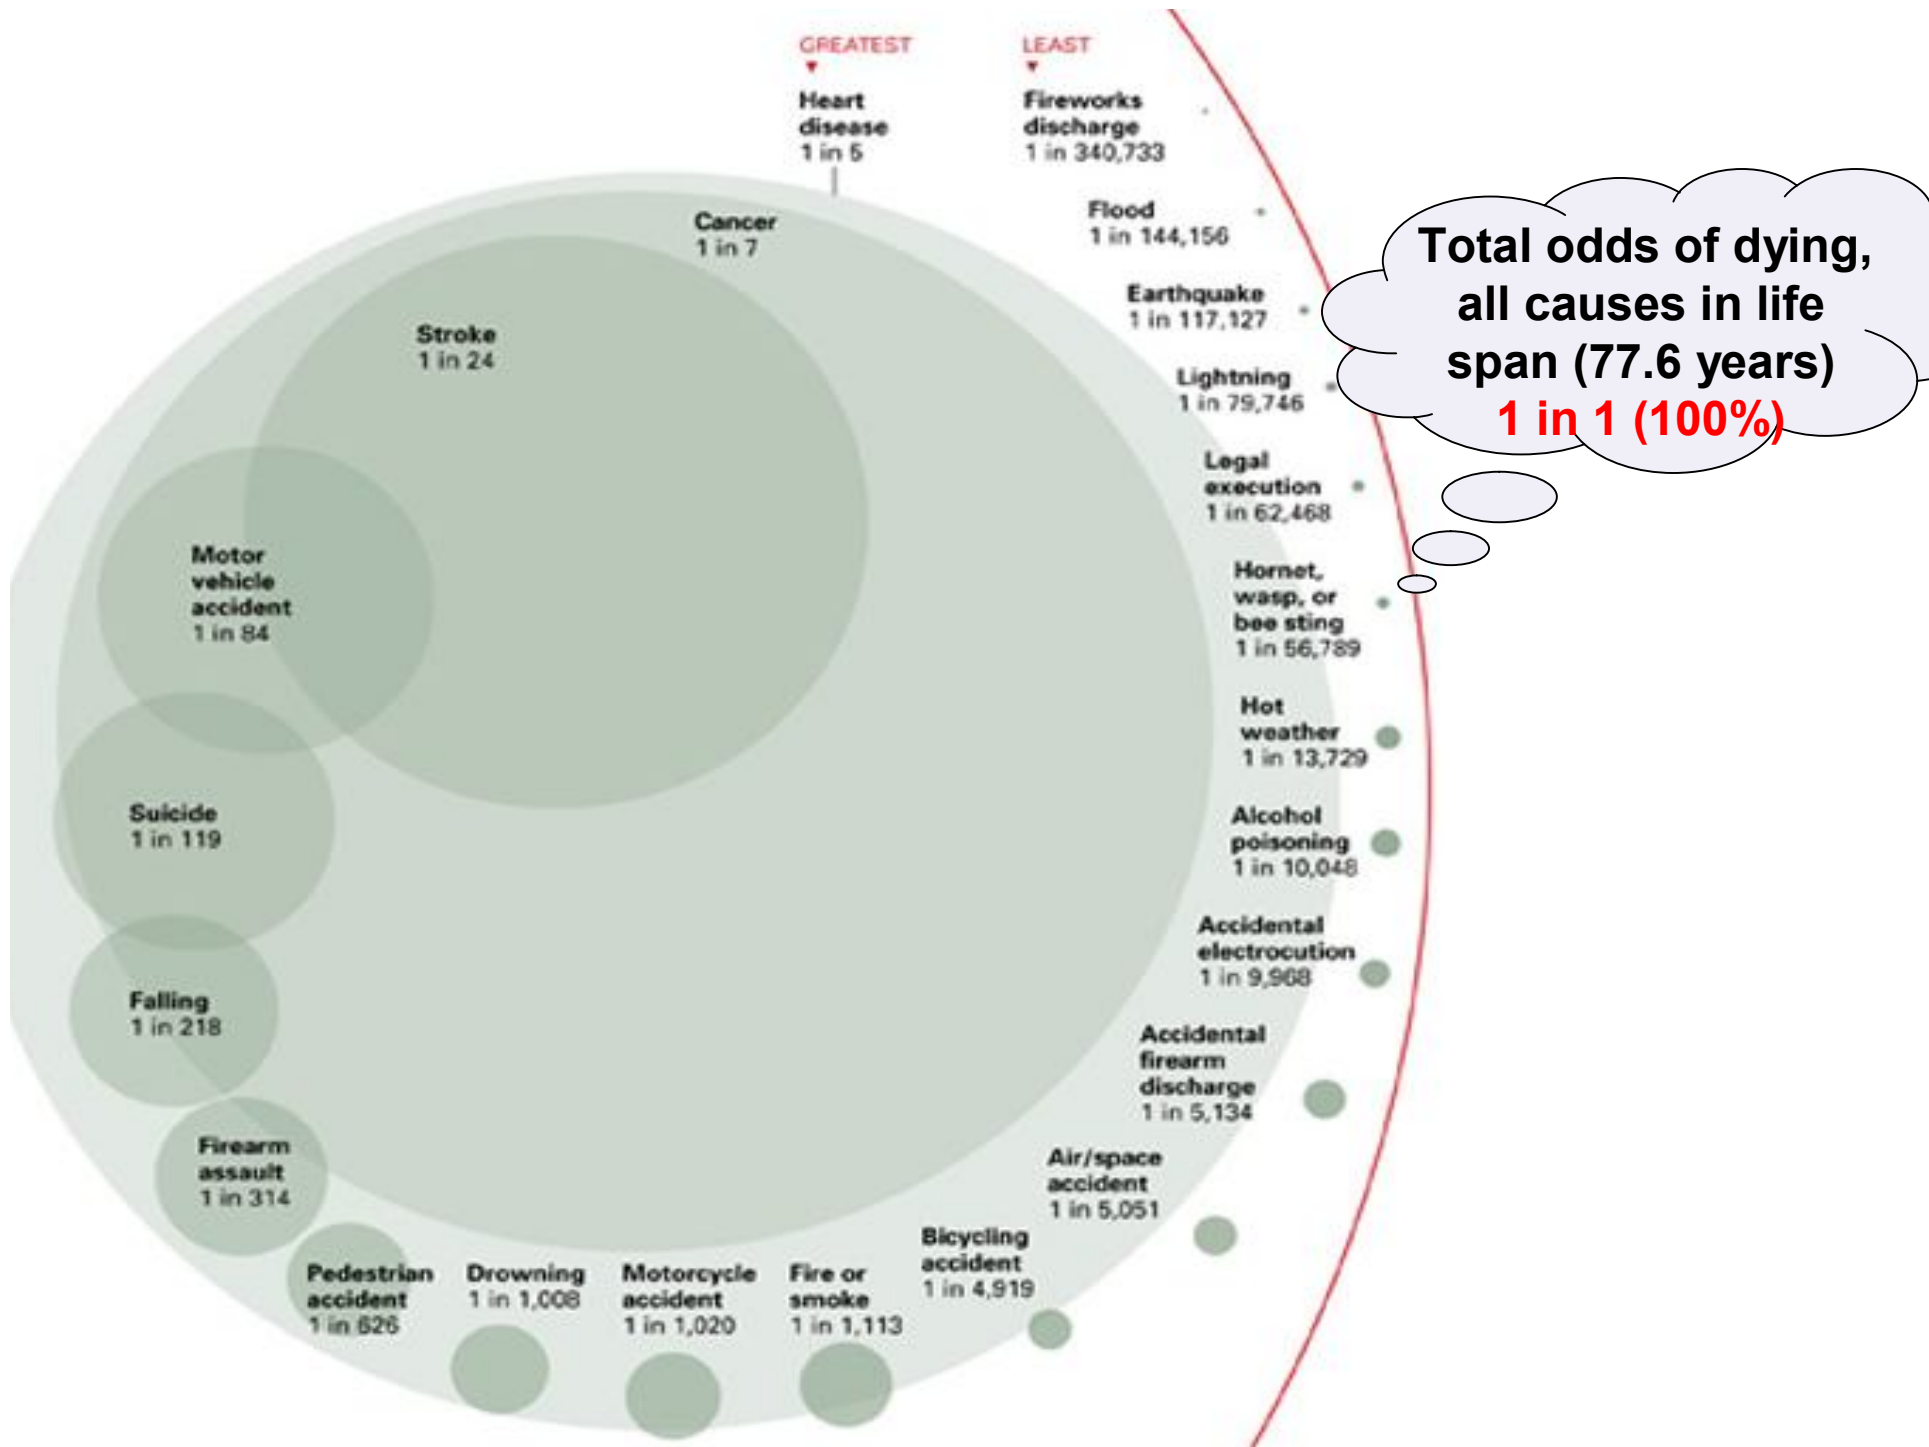 GREATEST
Heart
disease
1 in 5
LEAST
Fireworks
discharge
1 in 340,733
Cancer
1 in 7
Flood
1 in 144,156
Earthquake
1 in 117,127
Lightning
1 in 79,746
Total odds of dying,
all causes in life
span (77.6 years)
1 in 1 (100%)
Stroke
1 in 24
Legal
execution
1 in 62,468
Motor
vehicle
accident
1 in 84
Hornet,
wasp, or
bee sting
1 in 56,789
Hot
weather
1 in 13,729
Suicide
1 in 119
Alcohol
poisoning
1 in 10,048
Accidental
electrocution
1 in 9,968
Falling
1 in 218
Accidental
firearm
discharge
1 in 5,134
Firearm
assault
1 in 314
Air/space
accident
1 in 5,051
Pedestrian
accident
1 in 626
Drowning
1 in 1,008
Motorcycle
accident
1 in 1,020
Fire or
smoke
1 in 1,113
Bicycling
accident
1 in 4,919